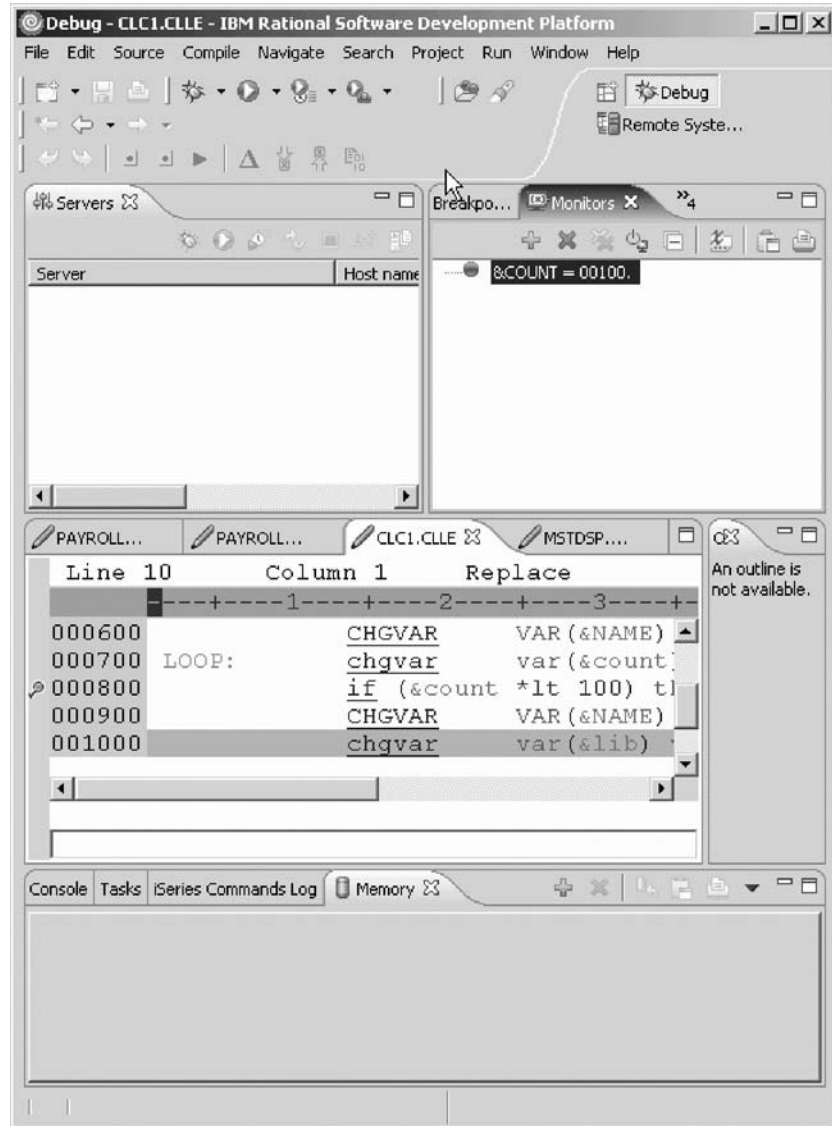 Debug - CLC1.CLLE - IBM Rational Software Development Platform
File Edit Source Compile Navigate Search Project Run Window Help
Debug
Remote Syste...
Servers
Breakpo... Monitors »4
Server Host name
&COUNT = 00100.
PAYROLL... PAYROLL... CLC1.CLLE MSTDSP....
An outline is
not available.
Line 10 Column 1 Replace
----+----1----+----2----+----3----+-
000600 CHGVAR VAR(&NAME)
000700 LOOP: chgvar var(&count)
000800 if (&count *lt 100) th
000900 CHGVAR VAR(&NAME)
001000 chgvar var(&lib)
Console Tasks iSeries Commands Log Memory